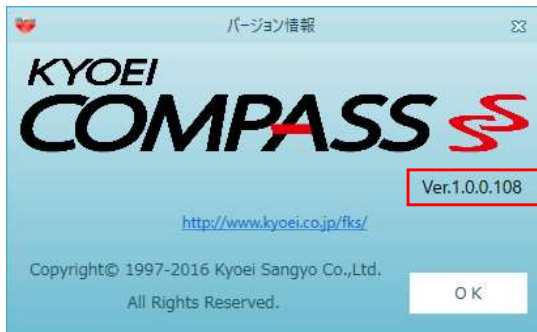 バージョン情報
KYOEI
COMPASS SS
Ver.1.0.0.108
http://www.kyoei.co.jp/fks/
Copyright© 1997-2016 Kyoei Sangyo Co.,Ltd.
All Rights Reserved.
OK